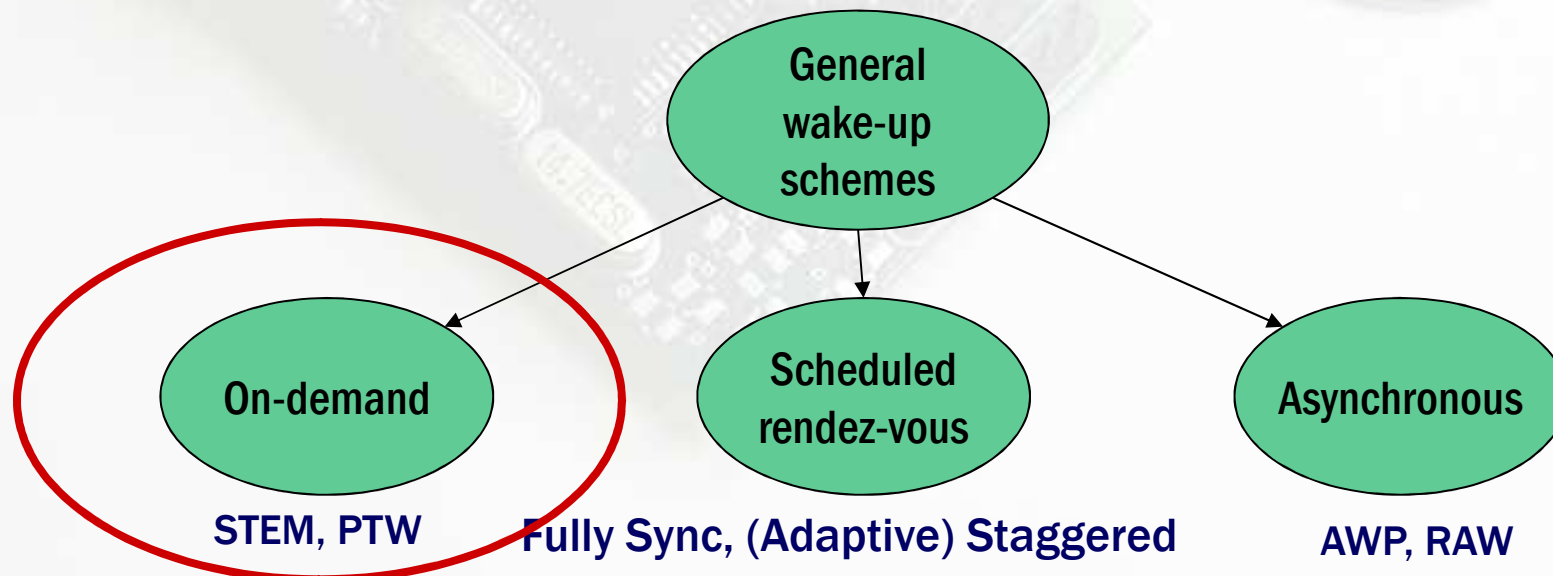 General
wake-up
schemes
On-demand
Scheduled
rendez-vous
Asynchronous
STEM, PTW
Fully Sync, (Adaptive) Staggered
AWP, RAW